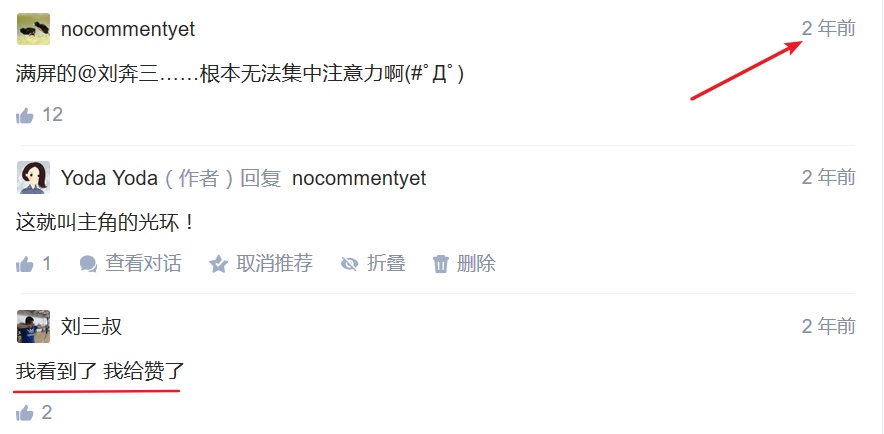 nocommentyet 2 年前
满屏的@刘奔三……根本无法集中注意力啊(#ﾟДﾟ)
12
Yoda Yoda（作者）回复 nocommentyet 2 年前
这就叫主角的光环！
1 查看对话 取消推荐 折叠 删除
刘三叔 2 年前
我看到了 我给赞了
2